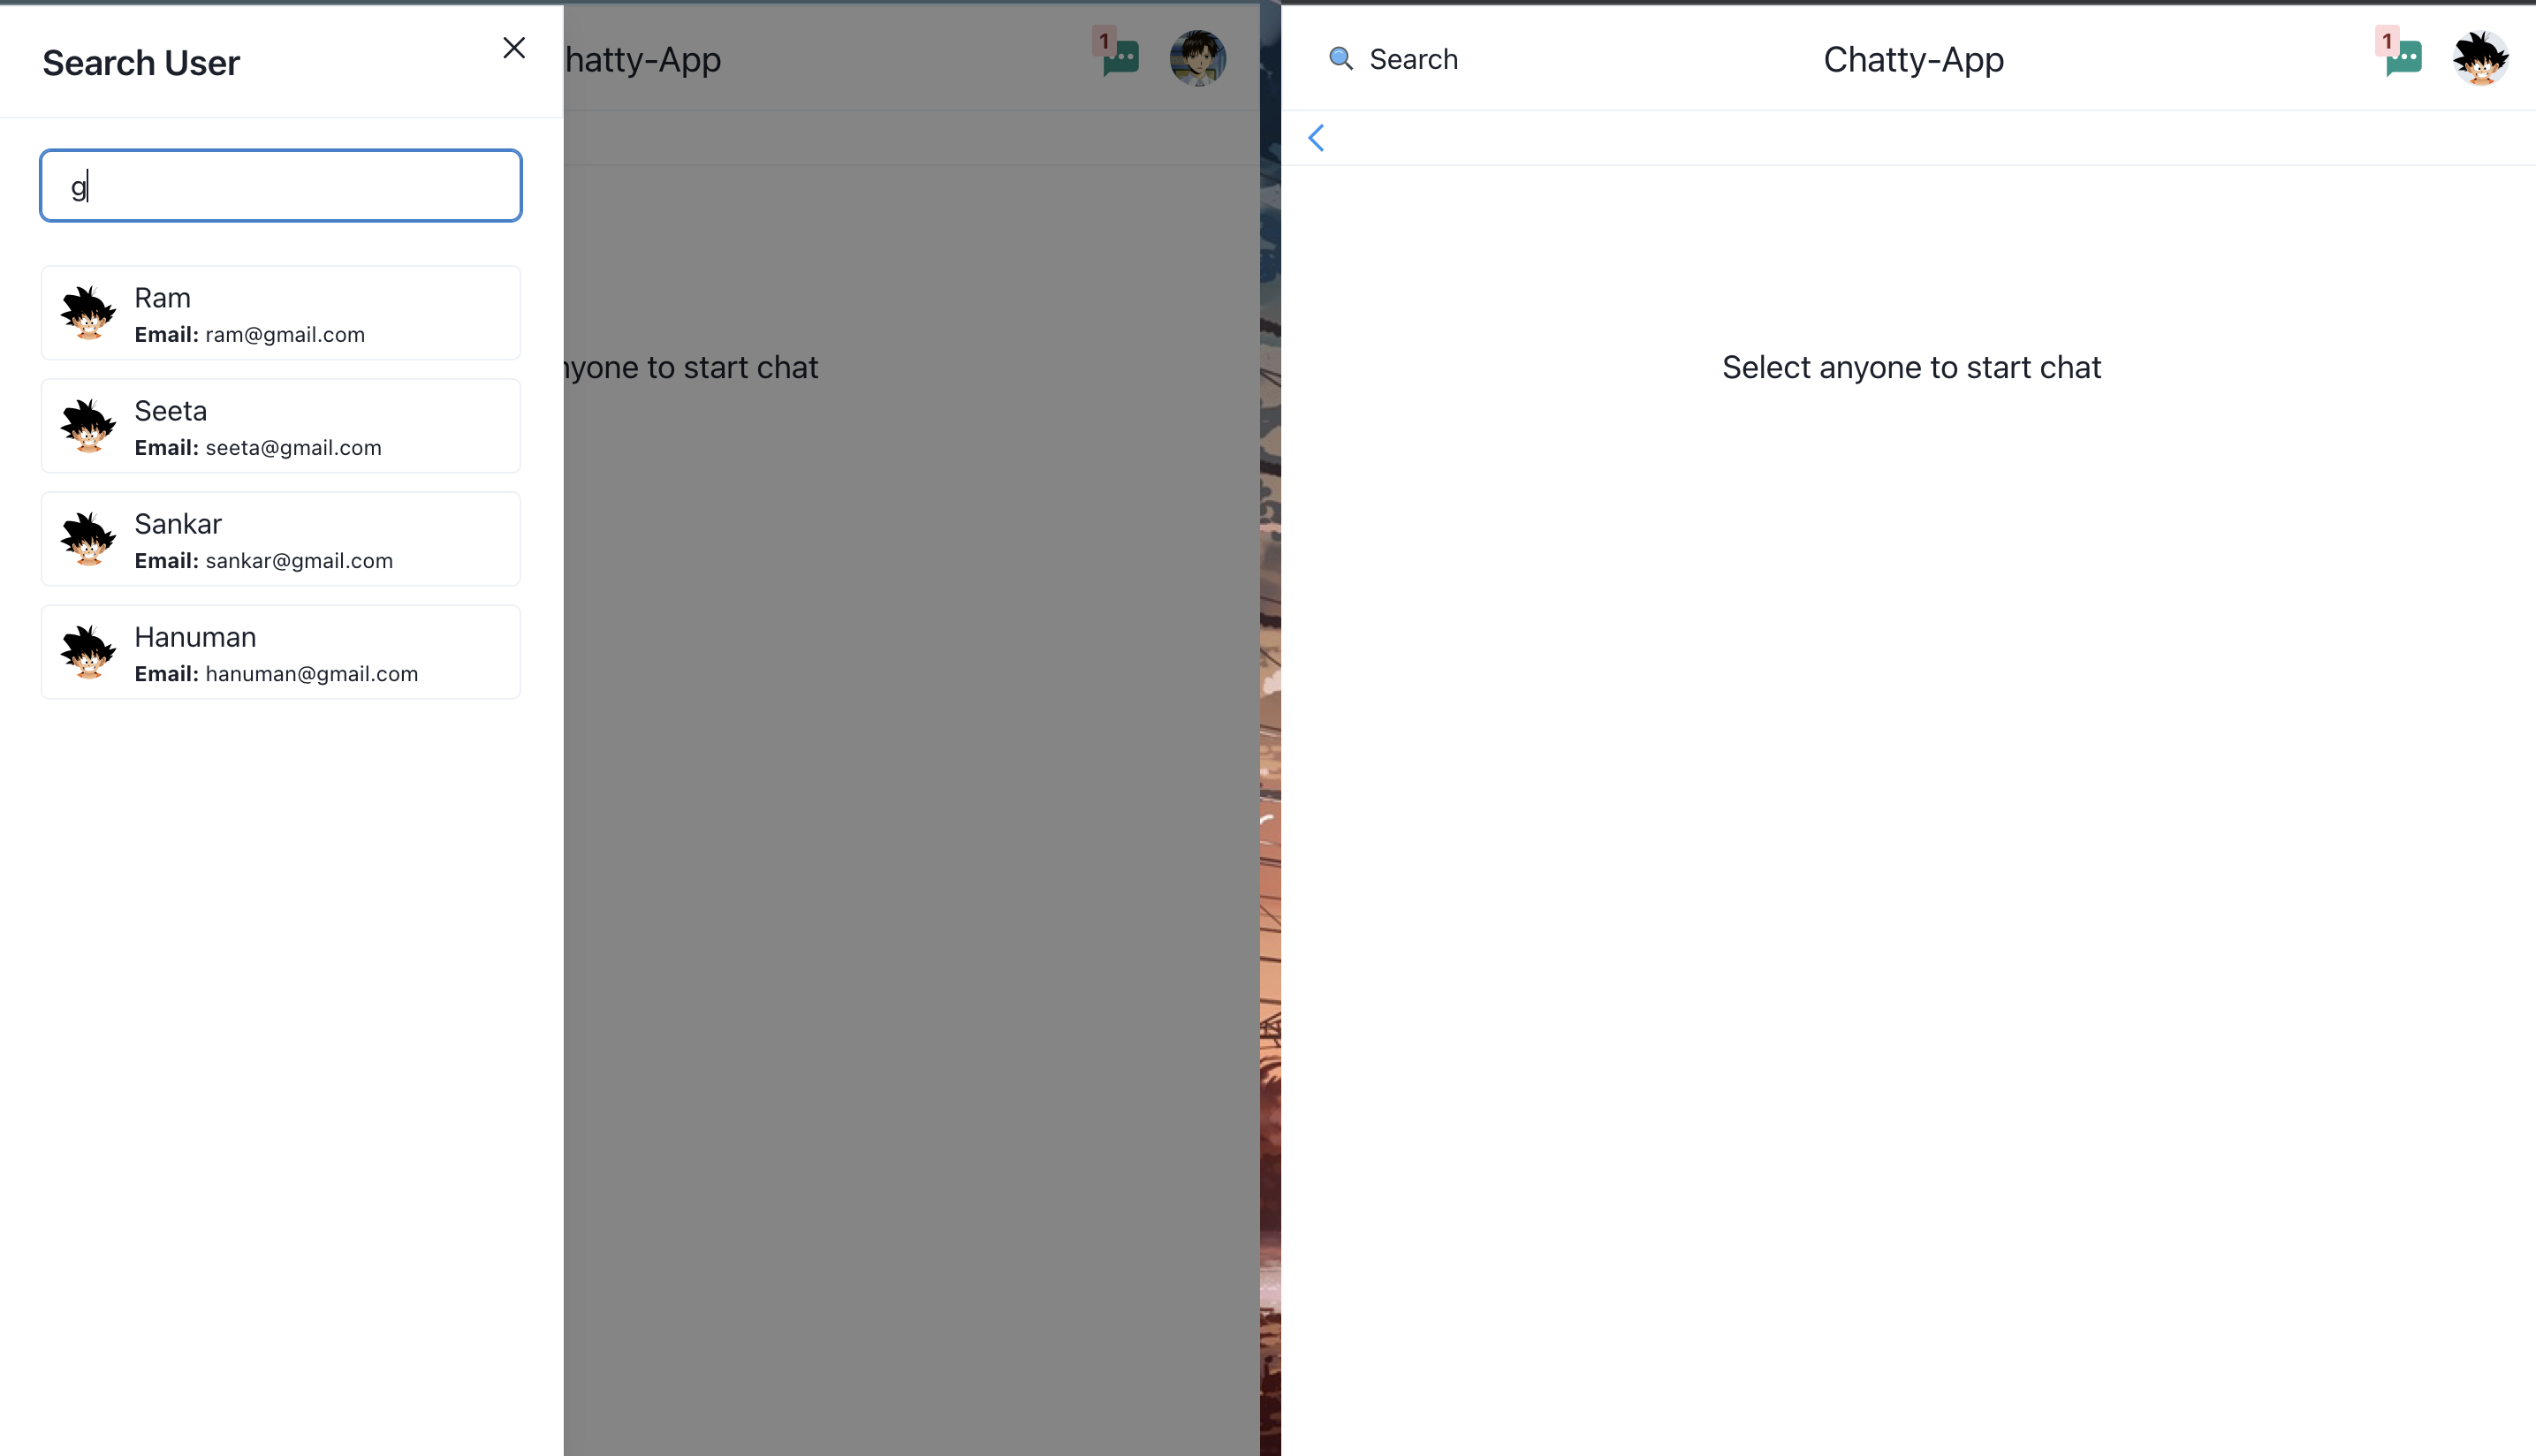 Search User
g
Ram
Email: ram@gmail.com
Seeta
Email: seeta@gmail.com
Sankar
Email: sankar@gmail.com
Hanuman
Email: hanuman@gmail.com
hatty-App
1
nyone to start chat
Search
Chatty-App
1
Select anyone to start chat